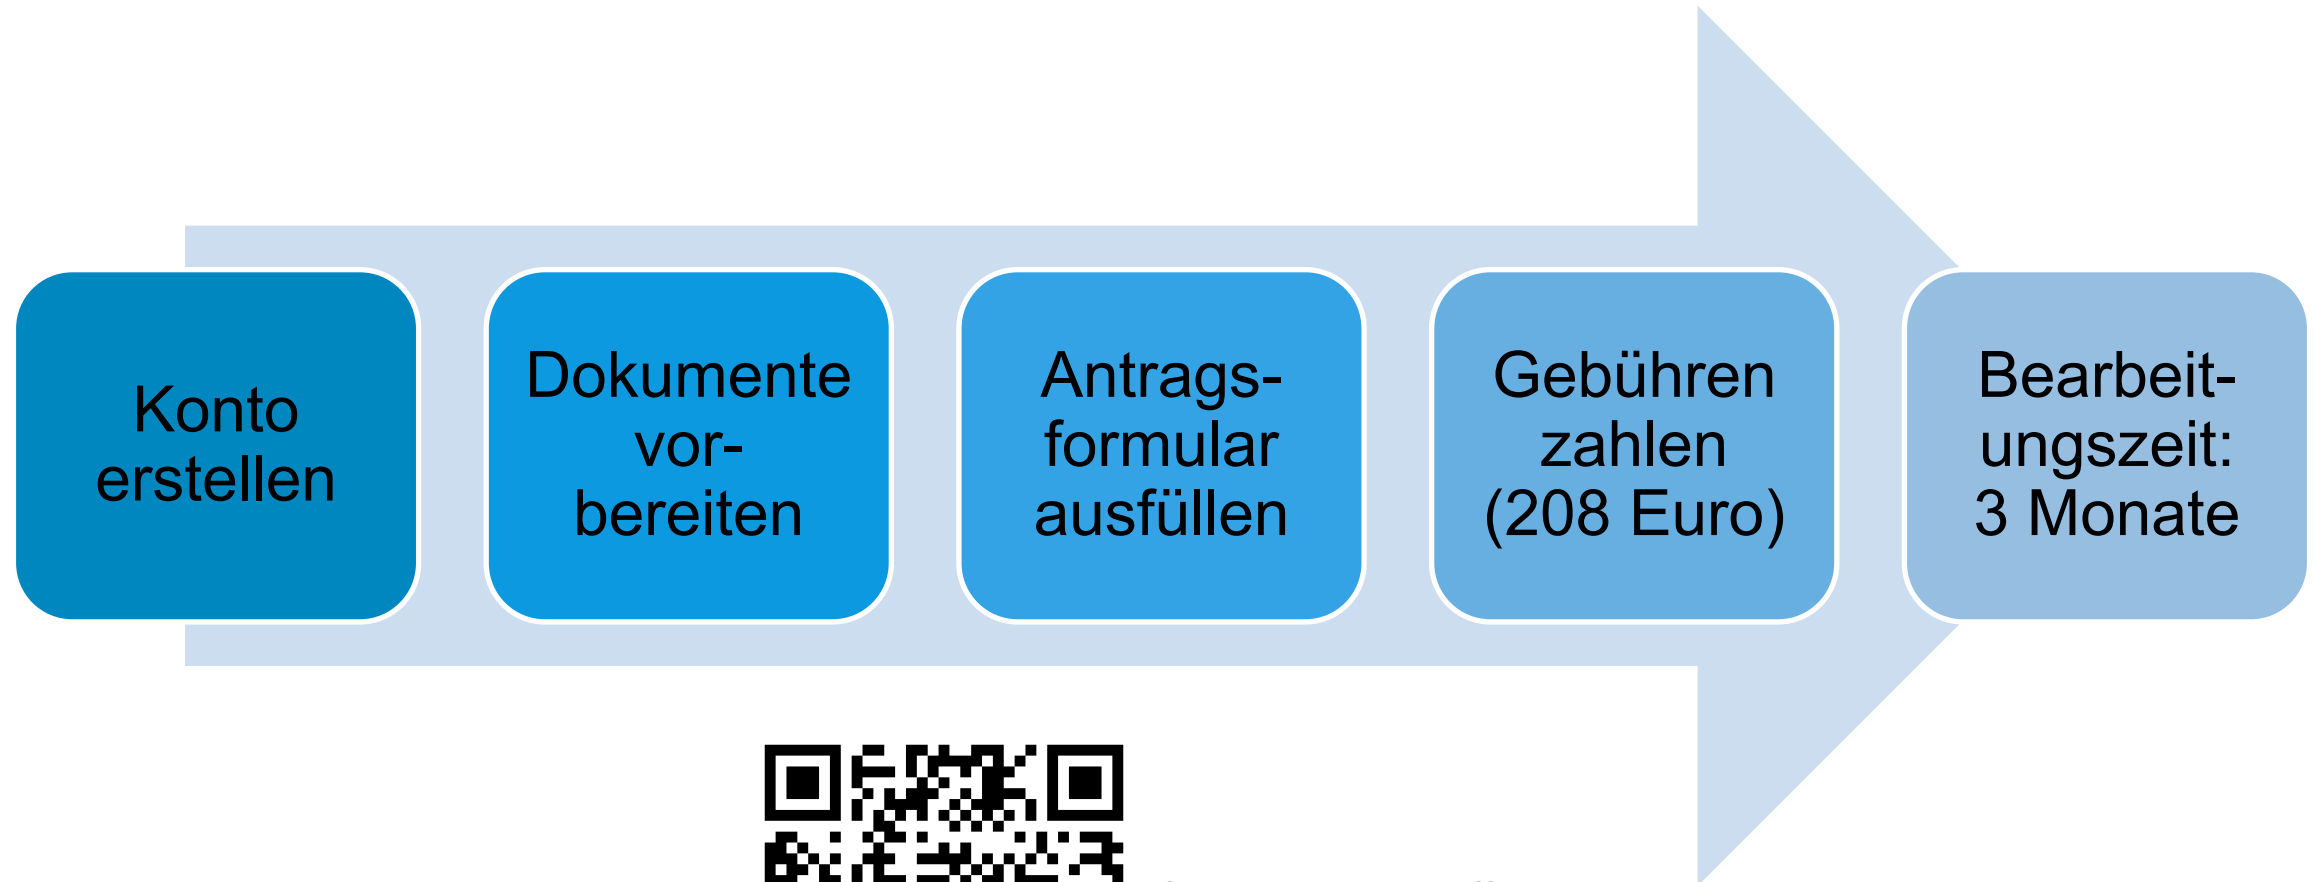 Konto
erstellen
Dokumente
vor-
bereiten
Antrags-
formular
ausfüllen
Gebühren
zahlen
(208 Euro)
Bearbeit-
ungszeit:
3 Monate